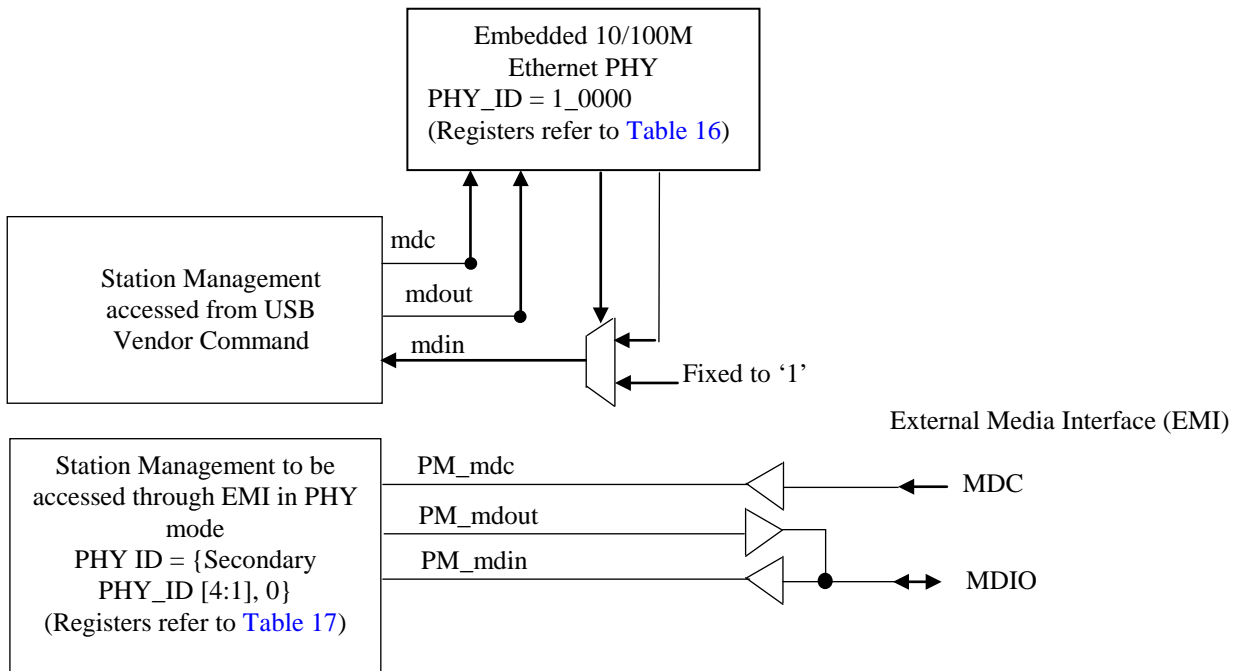 Embedded 10/100M
Ethernet PHY
PHY_ID = 1_0000
(Registers refer to Table 16)
Station Management
accessed from USB
Vendor Command
mdc
mdout
mdin
Fixed to ‘1’
External Media Interface (EMI)
Station Management to be
accessed through EMI in PHY
mode
PHY ID = {Secondary
PHY_ID [4:1], 0}
(Registers refer to Table 17)
PM_mdc
MDC
PM_mdout
PM_mdin
MDIO